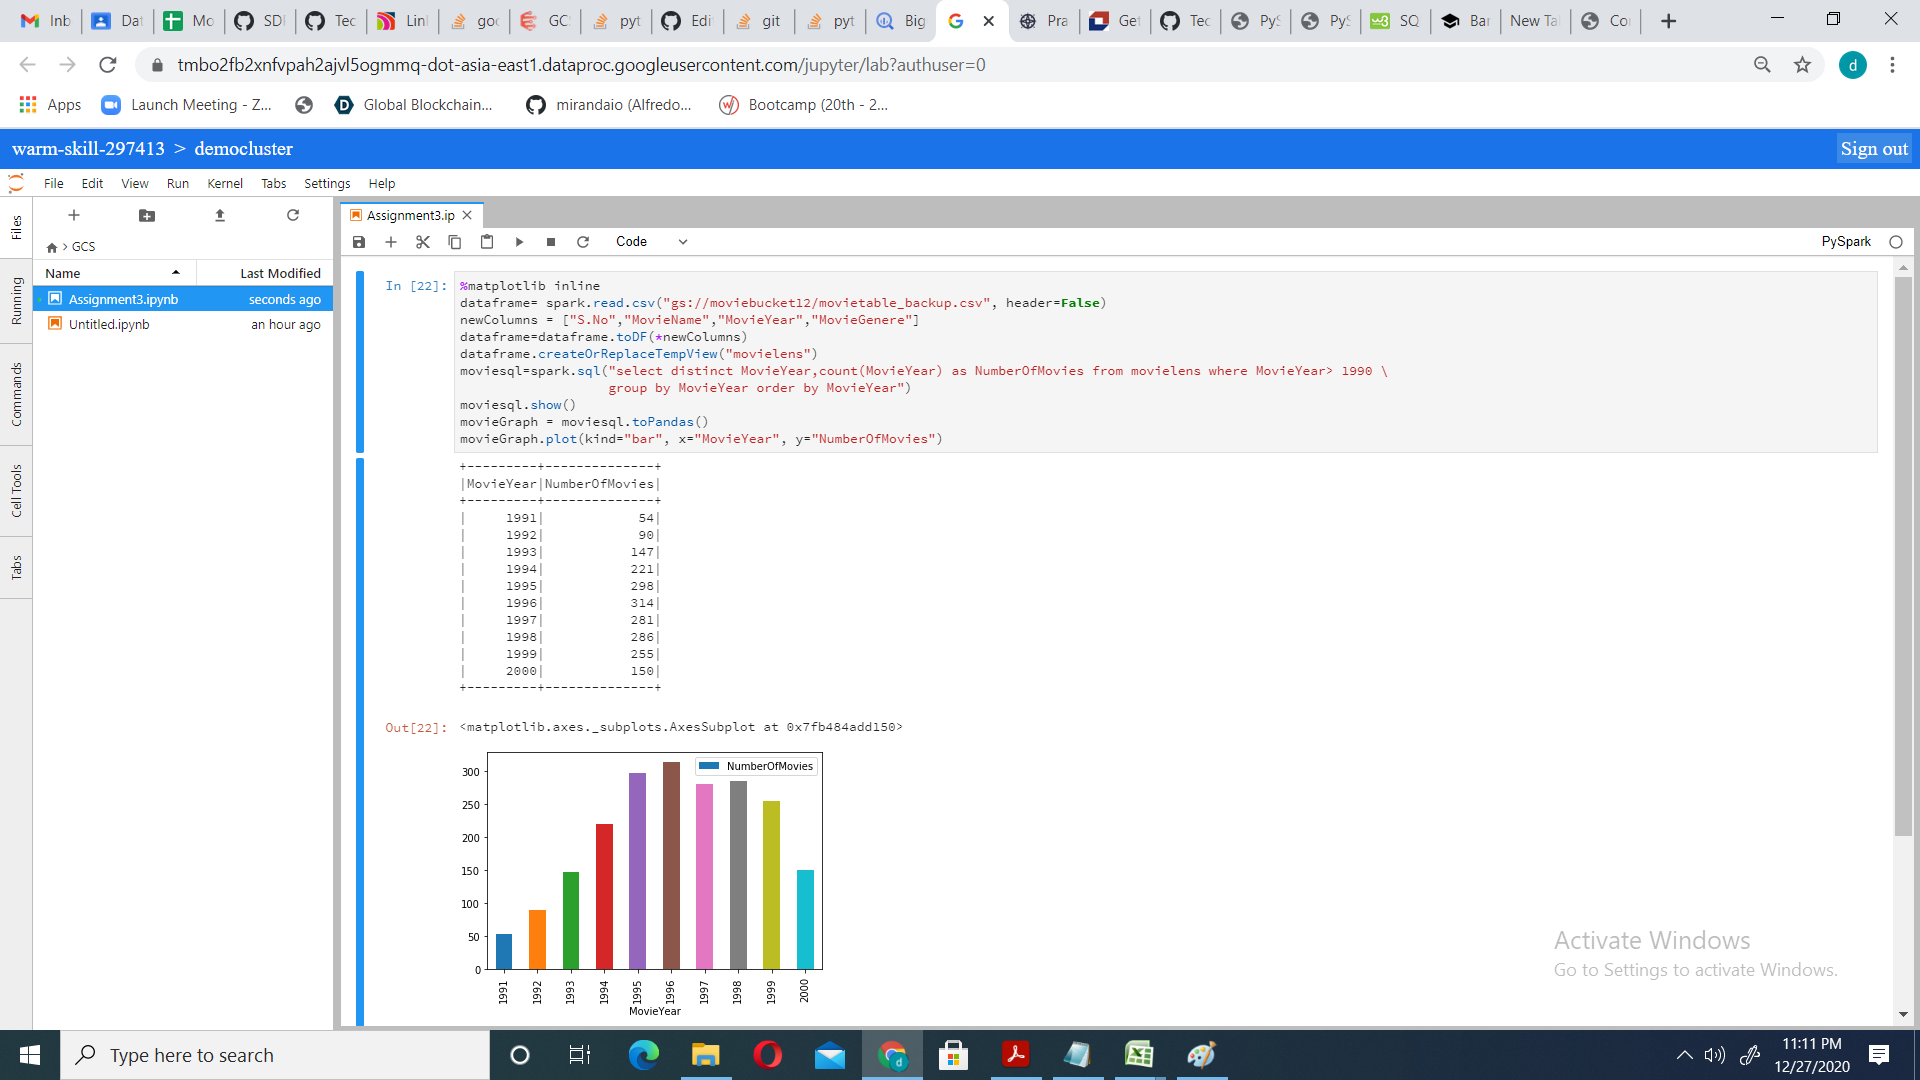 Inb Dat Mo SDI Tec Lin goo GC: pyt Edi git pyt Big Pra Get Tec PyS PyS SQ Bar New Ta Cor
tmbo2fb2xnfvpah2ajvl5ogmmq-dot-asia-east1.dataproc.googleusercontent.com/jupyter/lab?authuser=0
d
Apps Launch Meeting - Z... Global Blockchain... mirandaio (Alfredo... Bootcamp (20th - 2...
warm-skill-297413 > democluster Sign out
File Edit View Run Kernel Tabs Settings Help
Files
Running
Commands
Cell Tools
Tabs
> GCS
Name Last Modified
Assignment3.ipynb seconds ago
Untitled.ipynb an hour ago
Assignment3.ip
Code
PySpark
In [22]:
%matplotlib inline
dataframe= spark.read.csv("gs://moviebucket12/movietable_backup.csv", header=False)
newColumns = ["S.No","MovieName","MovieYear","MovieGenere"]
dataframe=dataframe.toDF(*newColumns)
dataframe.createOrReplaceTempView("movielens")
moviesql=spark.sql("select distinct MovieYear,count(MovieYear) as NumberOfMovies from movielens where MovieYear> 1990 \
group by MovieYear order by MovieYear")
moviesql.show()
movieGraph = moviesql.toPandas()
movieGraph.plot(kind="bar", x="MovieYear", y="NumberOfMovies")
+---------+--------------+
|MovieYear|NumberOfMovies|
+---------+--------------+
| 1991| 54|
| 1992| 90|
| 1993| 147|
| 1994| 221|
| 1995| 298|
| 1996| 314|
| 1997| 281|
| 1998| 286|
| 1999| 255|
| 2000| 150|
+---------+--------------+
Out[22]: <matplotlib.axes._subplots.AxesSubplot at 0x7fb484add150>
NumberOfMovies
300
250
200
150
100
50
0
1991 1992 1993 1994 1995 1996 1997 1998 1999 2000
MovieYear
Activate Windows
Go to Settings to activate Windows.
Type here to search
d
11:11 PM
12/27/2020